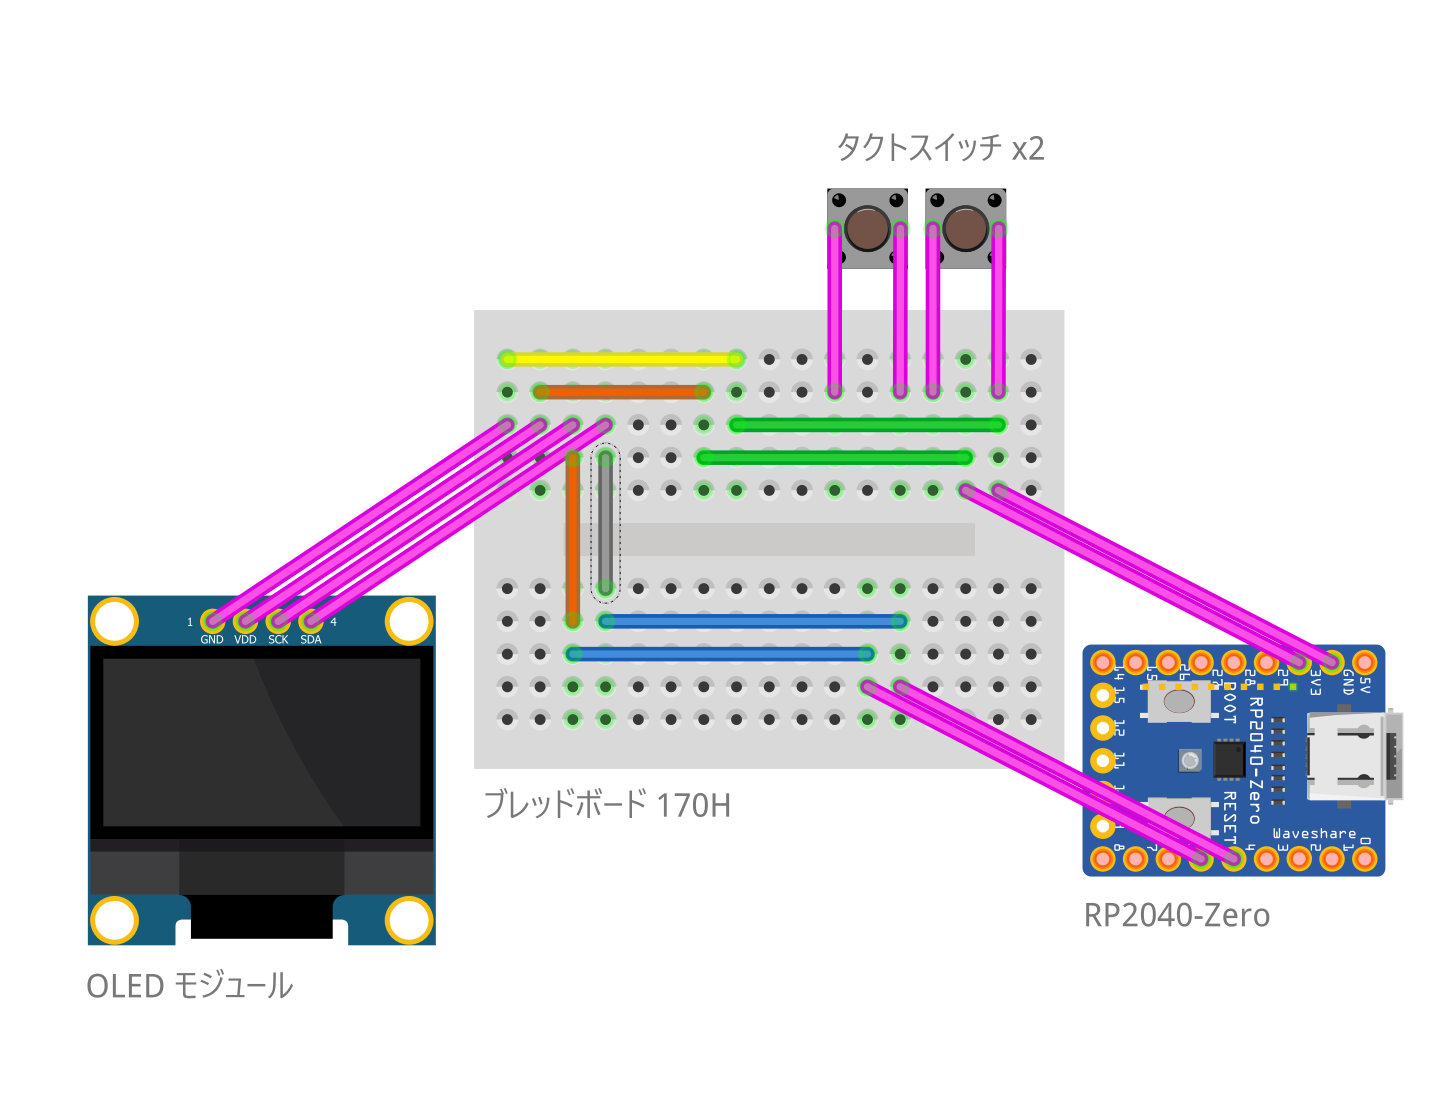 タクトスイッチ x2
1
4
GND VDD SCK SDA
ブレッドボード 170H
OLED モジュール
14 15 26 27 28 29 3V3 GND 5V
15
12
11
BOOT
RP2040-Zero
RESET
Waveshare
8 7 4 3 2 1 0
RP2040-Zero